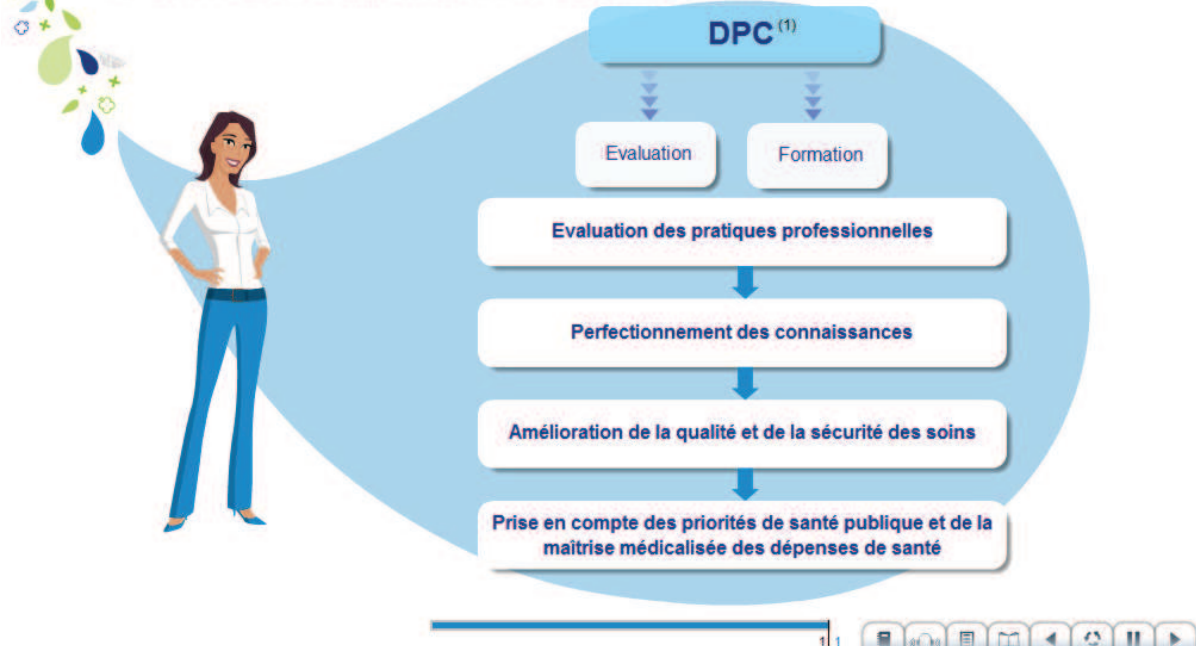 DPC (1)
Evaluation
Formation
Evaluation des pratiques professionnelles
Perfectionnement des connaissances
Amélioration de la qualité et de la sécurité des soins
Prise en compte des priorités de santé publique et de la
maîtrise médicalisée des dépenses de santé
1 1